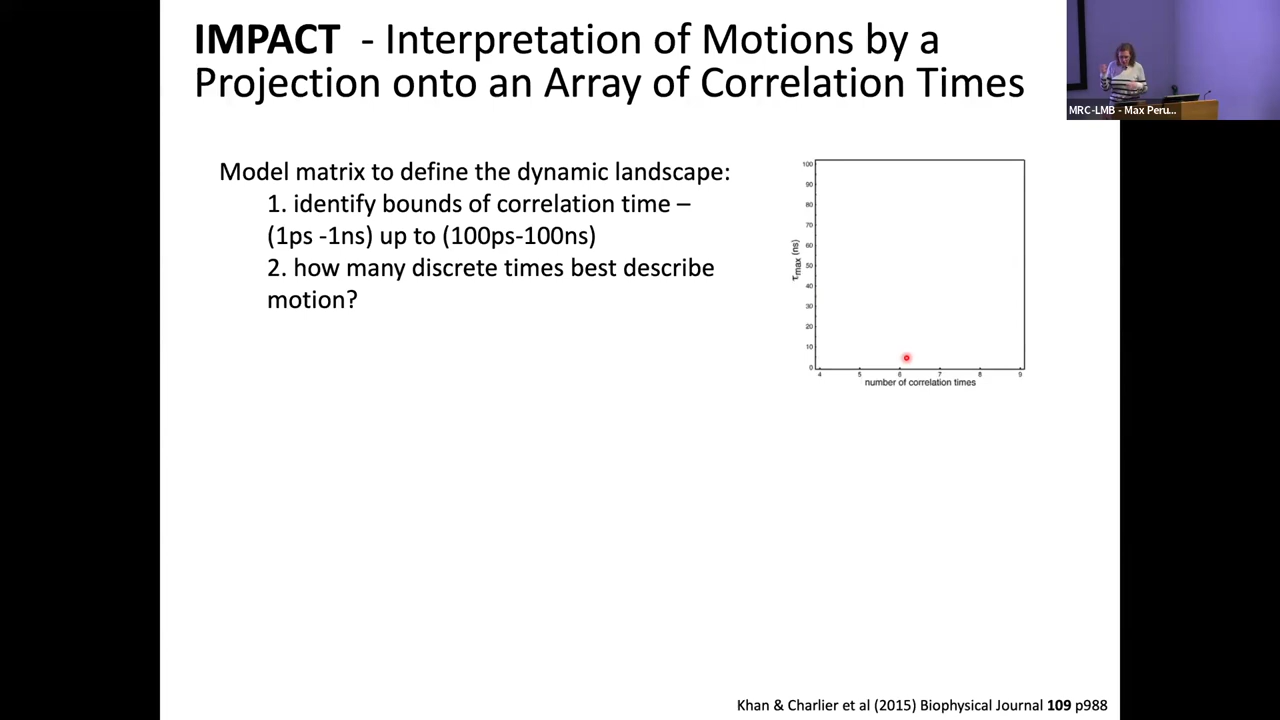 IMPACT - Interpretation of Motions by a
Projection onto an Array of Correlation Times
MRC-LMB - Max Peru...
Model matrix to define the dynamic landscape:
1. identify bounds of correlation time –
(1ps -1ns) up to (100ps-100ns)
2. how many discrete times best describe
motion?
τmax (ns)
100
90
80
70
60
50
40
30
20
10
0
4 5 6 7 8 9
number of correlation times
Khan & Charlier et al (2015) Biophysical Journal 109 p988